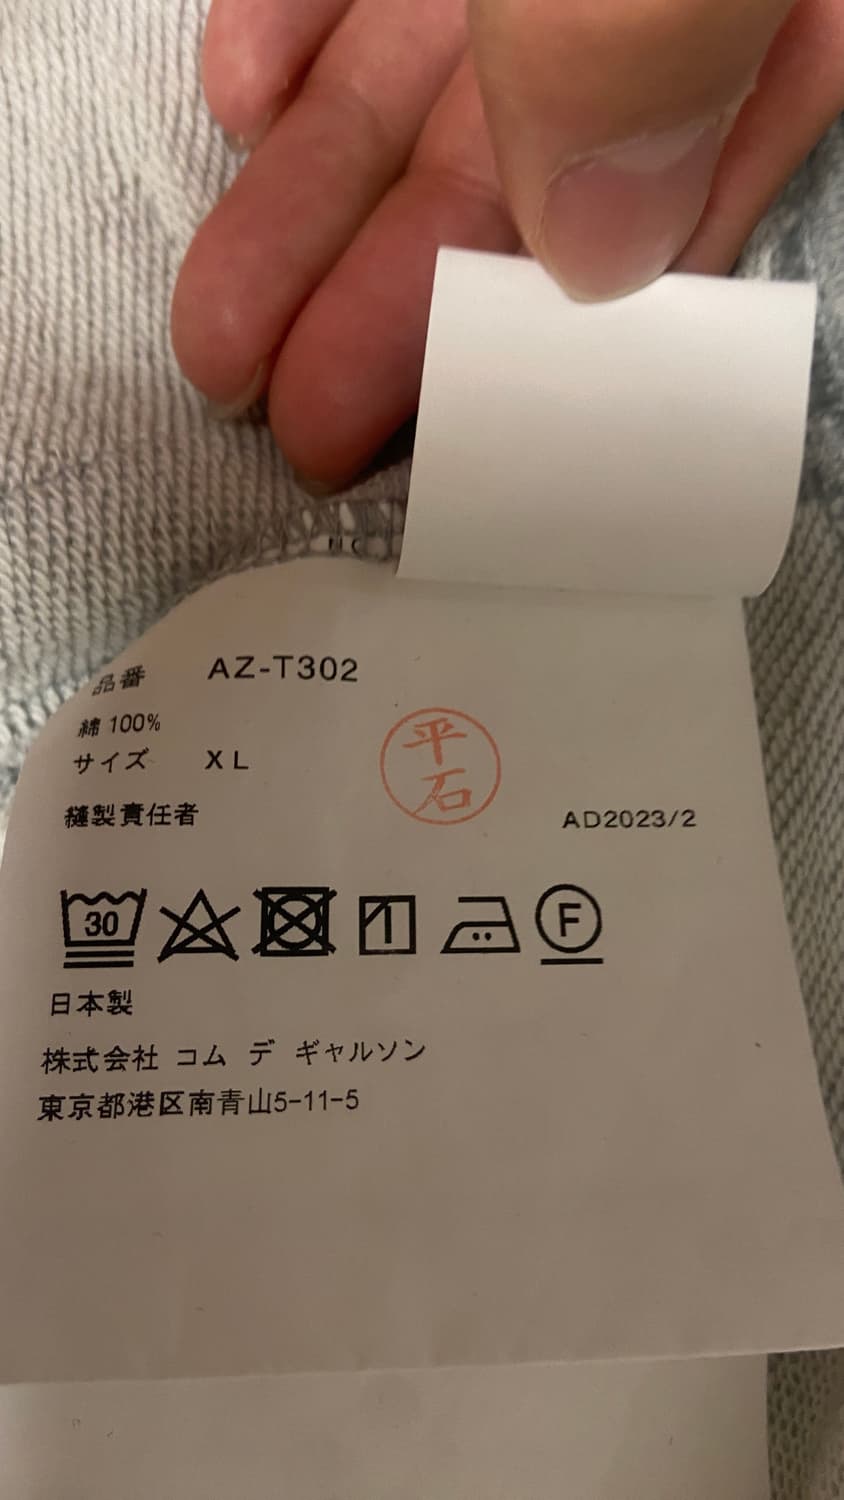 品番 AZ-T302
綿 100%
サイズ XL
縫製責任者 平石 AD2023/2
30 F
日本製
株式会社 コム デ ギャルソン
東京都港区南青山5-11-5